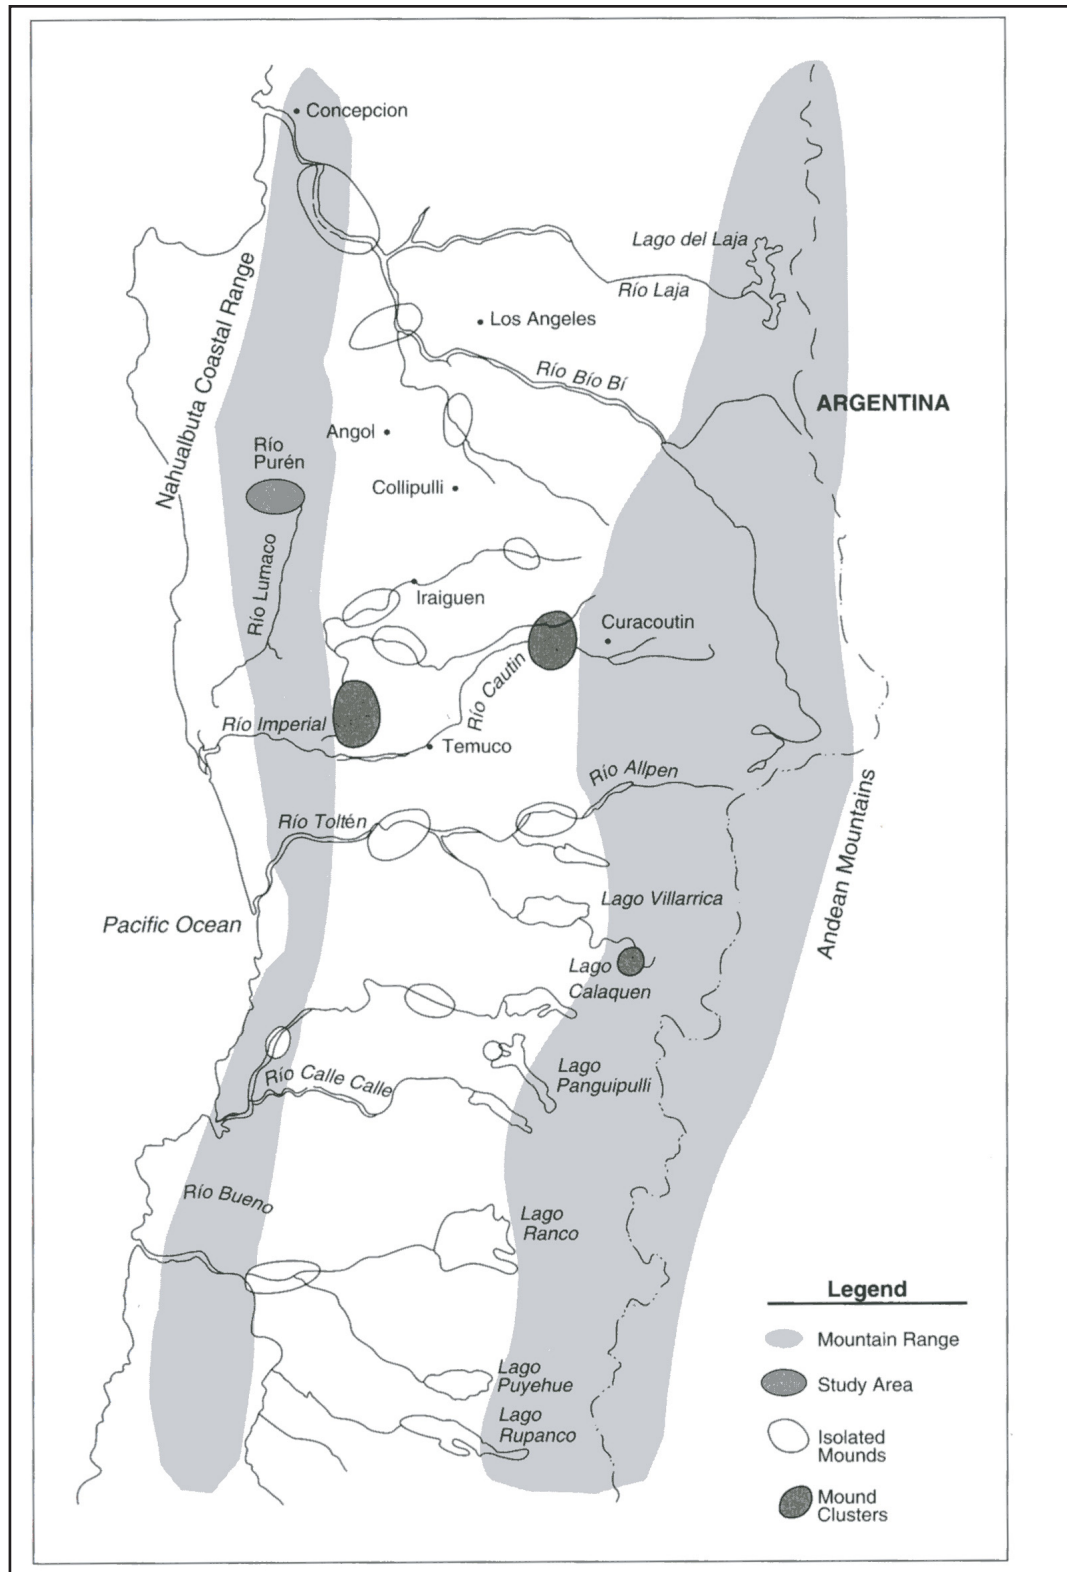 Concepcion
Lago del Laja
Río Laja
Los Angeles
Nahualbuta Coastal Range
Río Bío Bí
ARGENTINA
Angol
Río
Purén
Collipulli
Río Lumaco
Iraiguen
Curacoutin
Río Cautin
Río Imperial
Temuco
Río Allpen
Río Toltén
Andean Mountains
Lago Villarrica
Pacific Ocean
Lago
Calaquen
Lago
Panguipulli
Río Calle Calle
Río Bueno
Lago
Ranco
Lago
Puyehue
Lago
Rupanco
Legend
Mountain Range
Study Area
Isolated
Mounds
Mound
Clusters